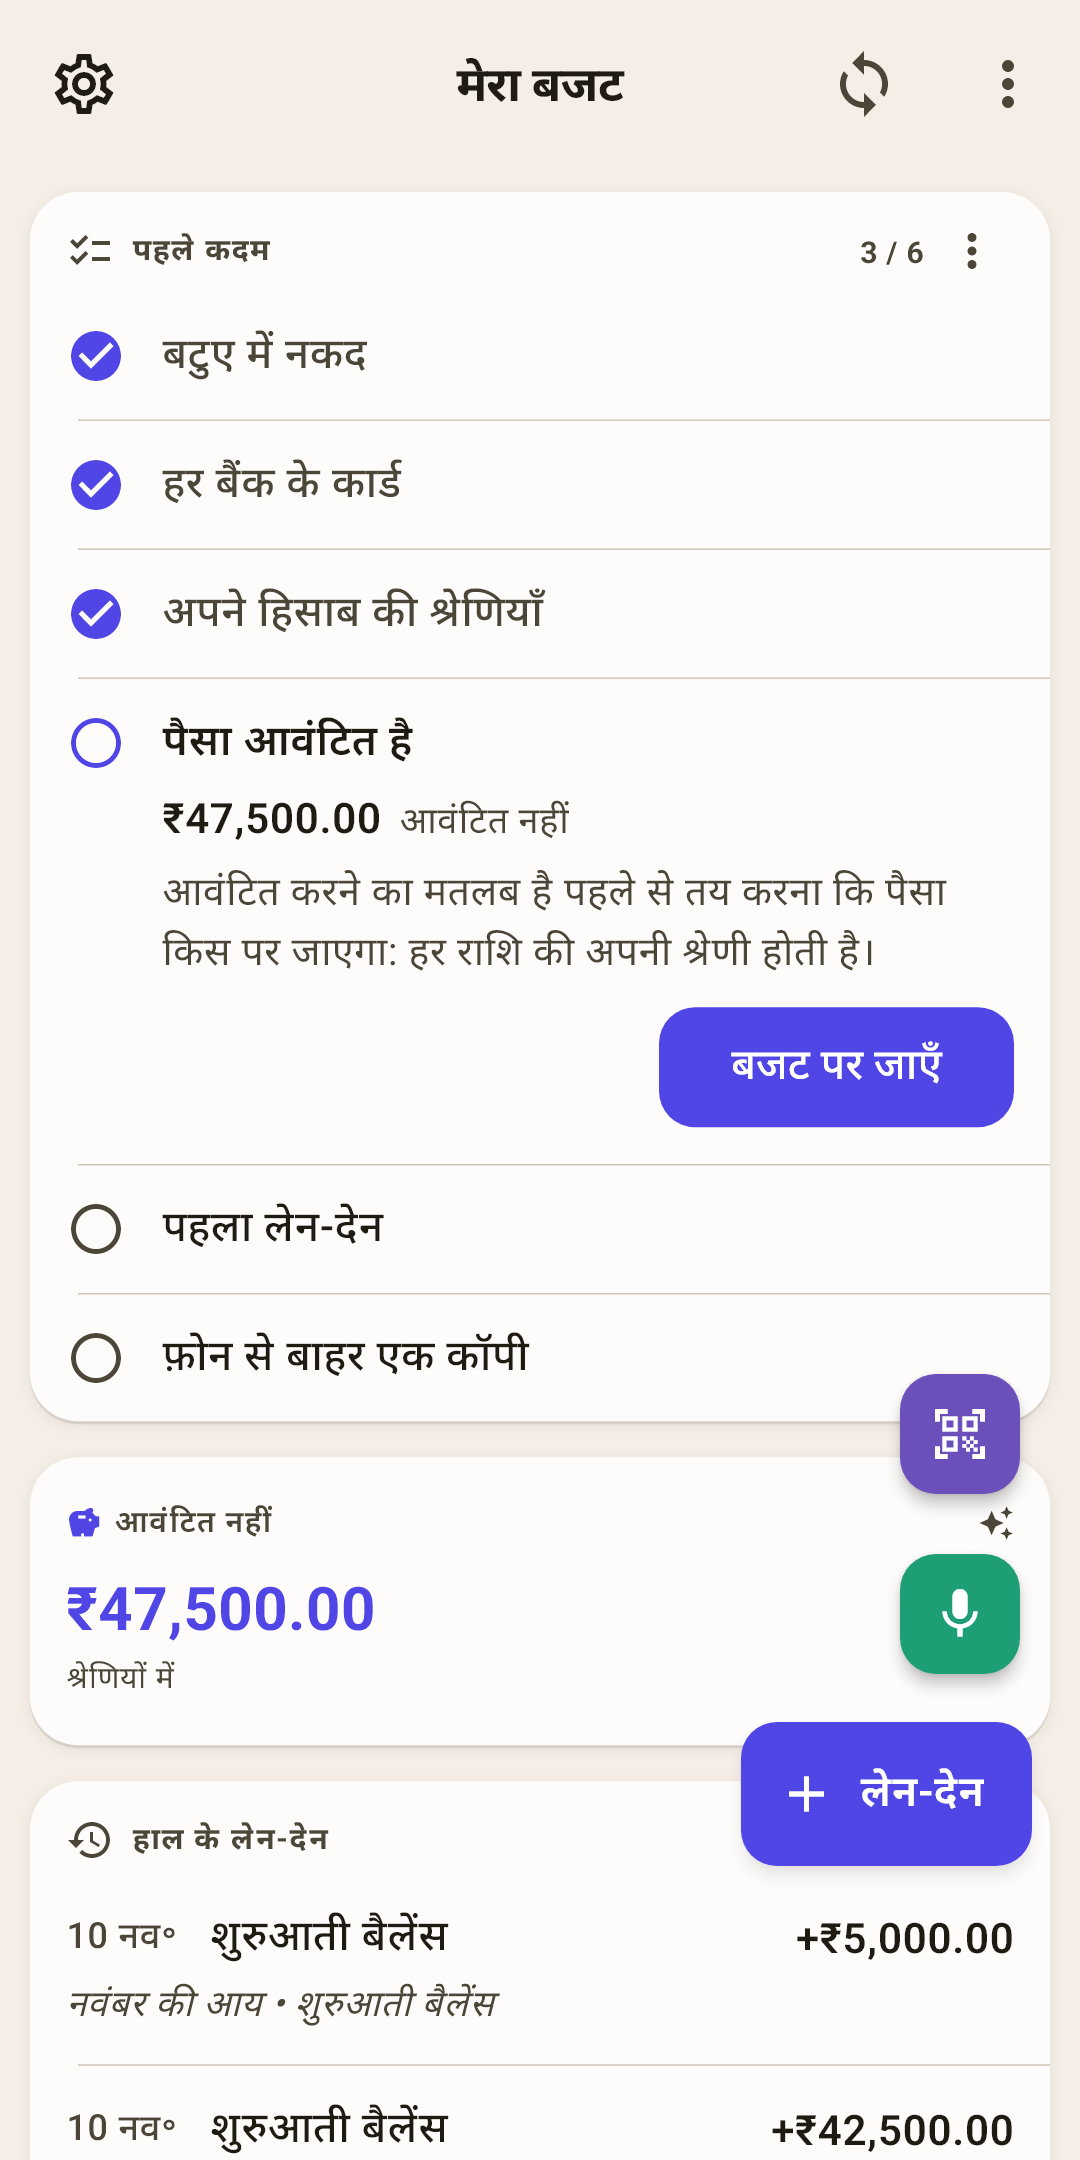 मेरा बजट
पहले कदम
3 / 6
बटुए में नकद
हर बैंक के कार्ड
अपने हिसाब की श्रेणियाँ
पैसा आवंटित है
₹47,500.00 आवंटित नहीं
आवंटित करने का मतलब है पहले से तय करना कि पैसा
किस पर जाएगा: हर राशि की अपनी श्रेणी होती है।
बजट पर जाएँ
पहला लेन-देन
फ़ोन से बाहर एक कॉपी
आवंटित नहीं
₹47,500.00
श्रेणियों में
+ लेन-देन
हाल के लेन-देन
10 नव॰ शुरुआती बैलेंस +₹5,000.00
नवंबर की आय • शुरुआती बैलेंस
10 नव॰ शुरुआती बैलेंस +₹42,500.00